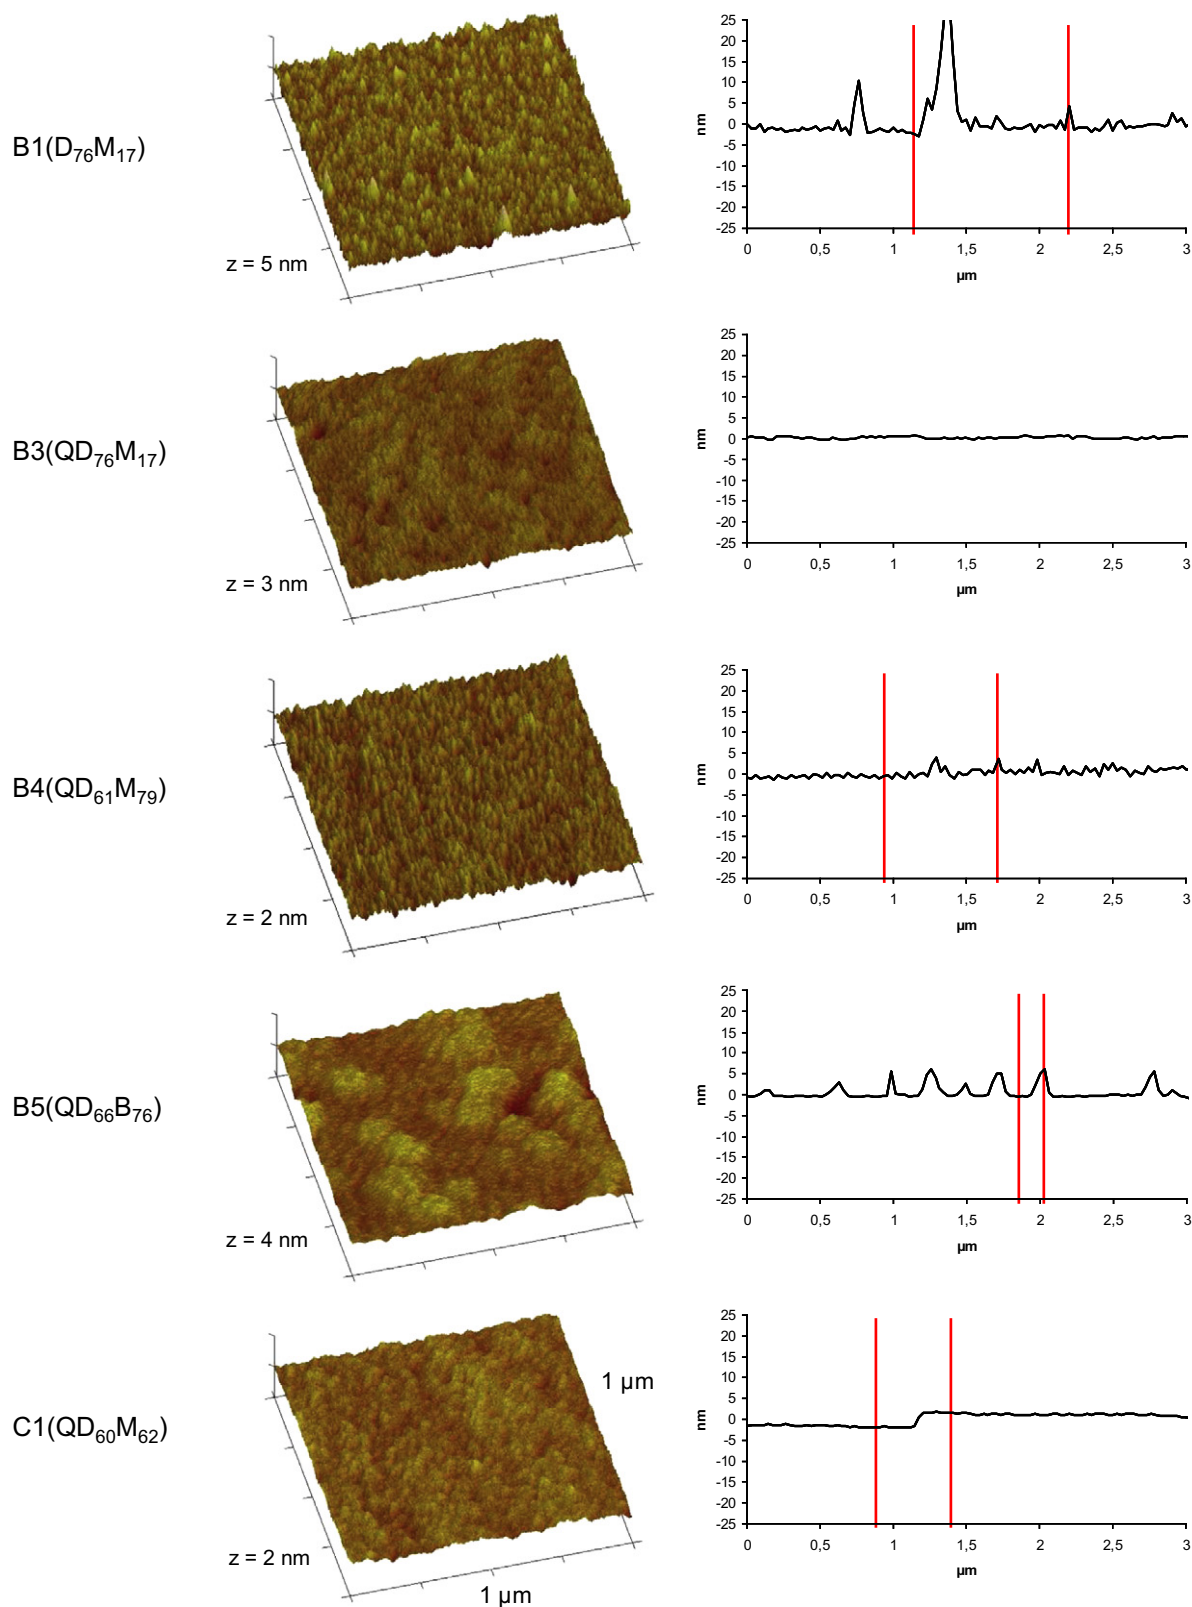 B1(D76M17)
z = 5 nm
25
20
15
10
5
0
-5
-10
-15
-20
-25
nm
0 0,5 1 1,5 2 2,5 3
µm
B3(QD76M17)
z = 3 nm
25
20
15
10
5
0
-5
-10
-15
-20
-25
nm
0 0,5 1 1,5 2 2,5 3
µm
B4(QD61M79)
z = 2 nm
25
20
15
10
5
0
-5
-10
-15
-20
-25
nm
0 0,5 1 1,5 2 2,5 3
µm
B5(QD66B76)
z = 4 nm
25
20
15
10
5
0
-5
-10
-15
-20
-25
nm
0 0,5 1 1,5 2 2,5 3
µm
C1(QD60M62)
z = 2 nm
1 µm
1 µm
25
20
15
10
5
0
-5
-10
-15
-20
-25
nm
0 0,5 1 1,5 2 2,5 3
µm